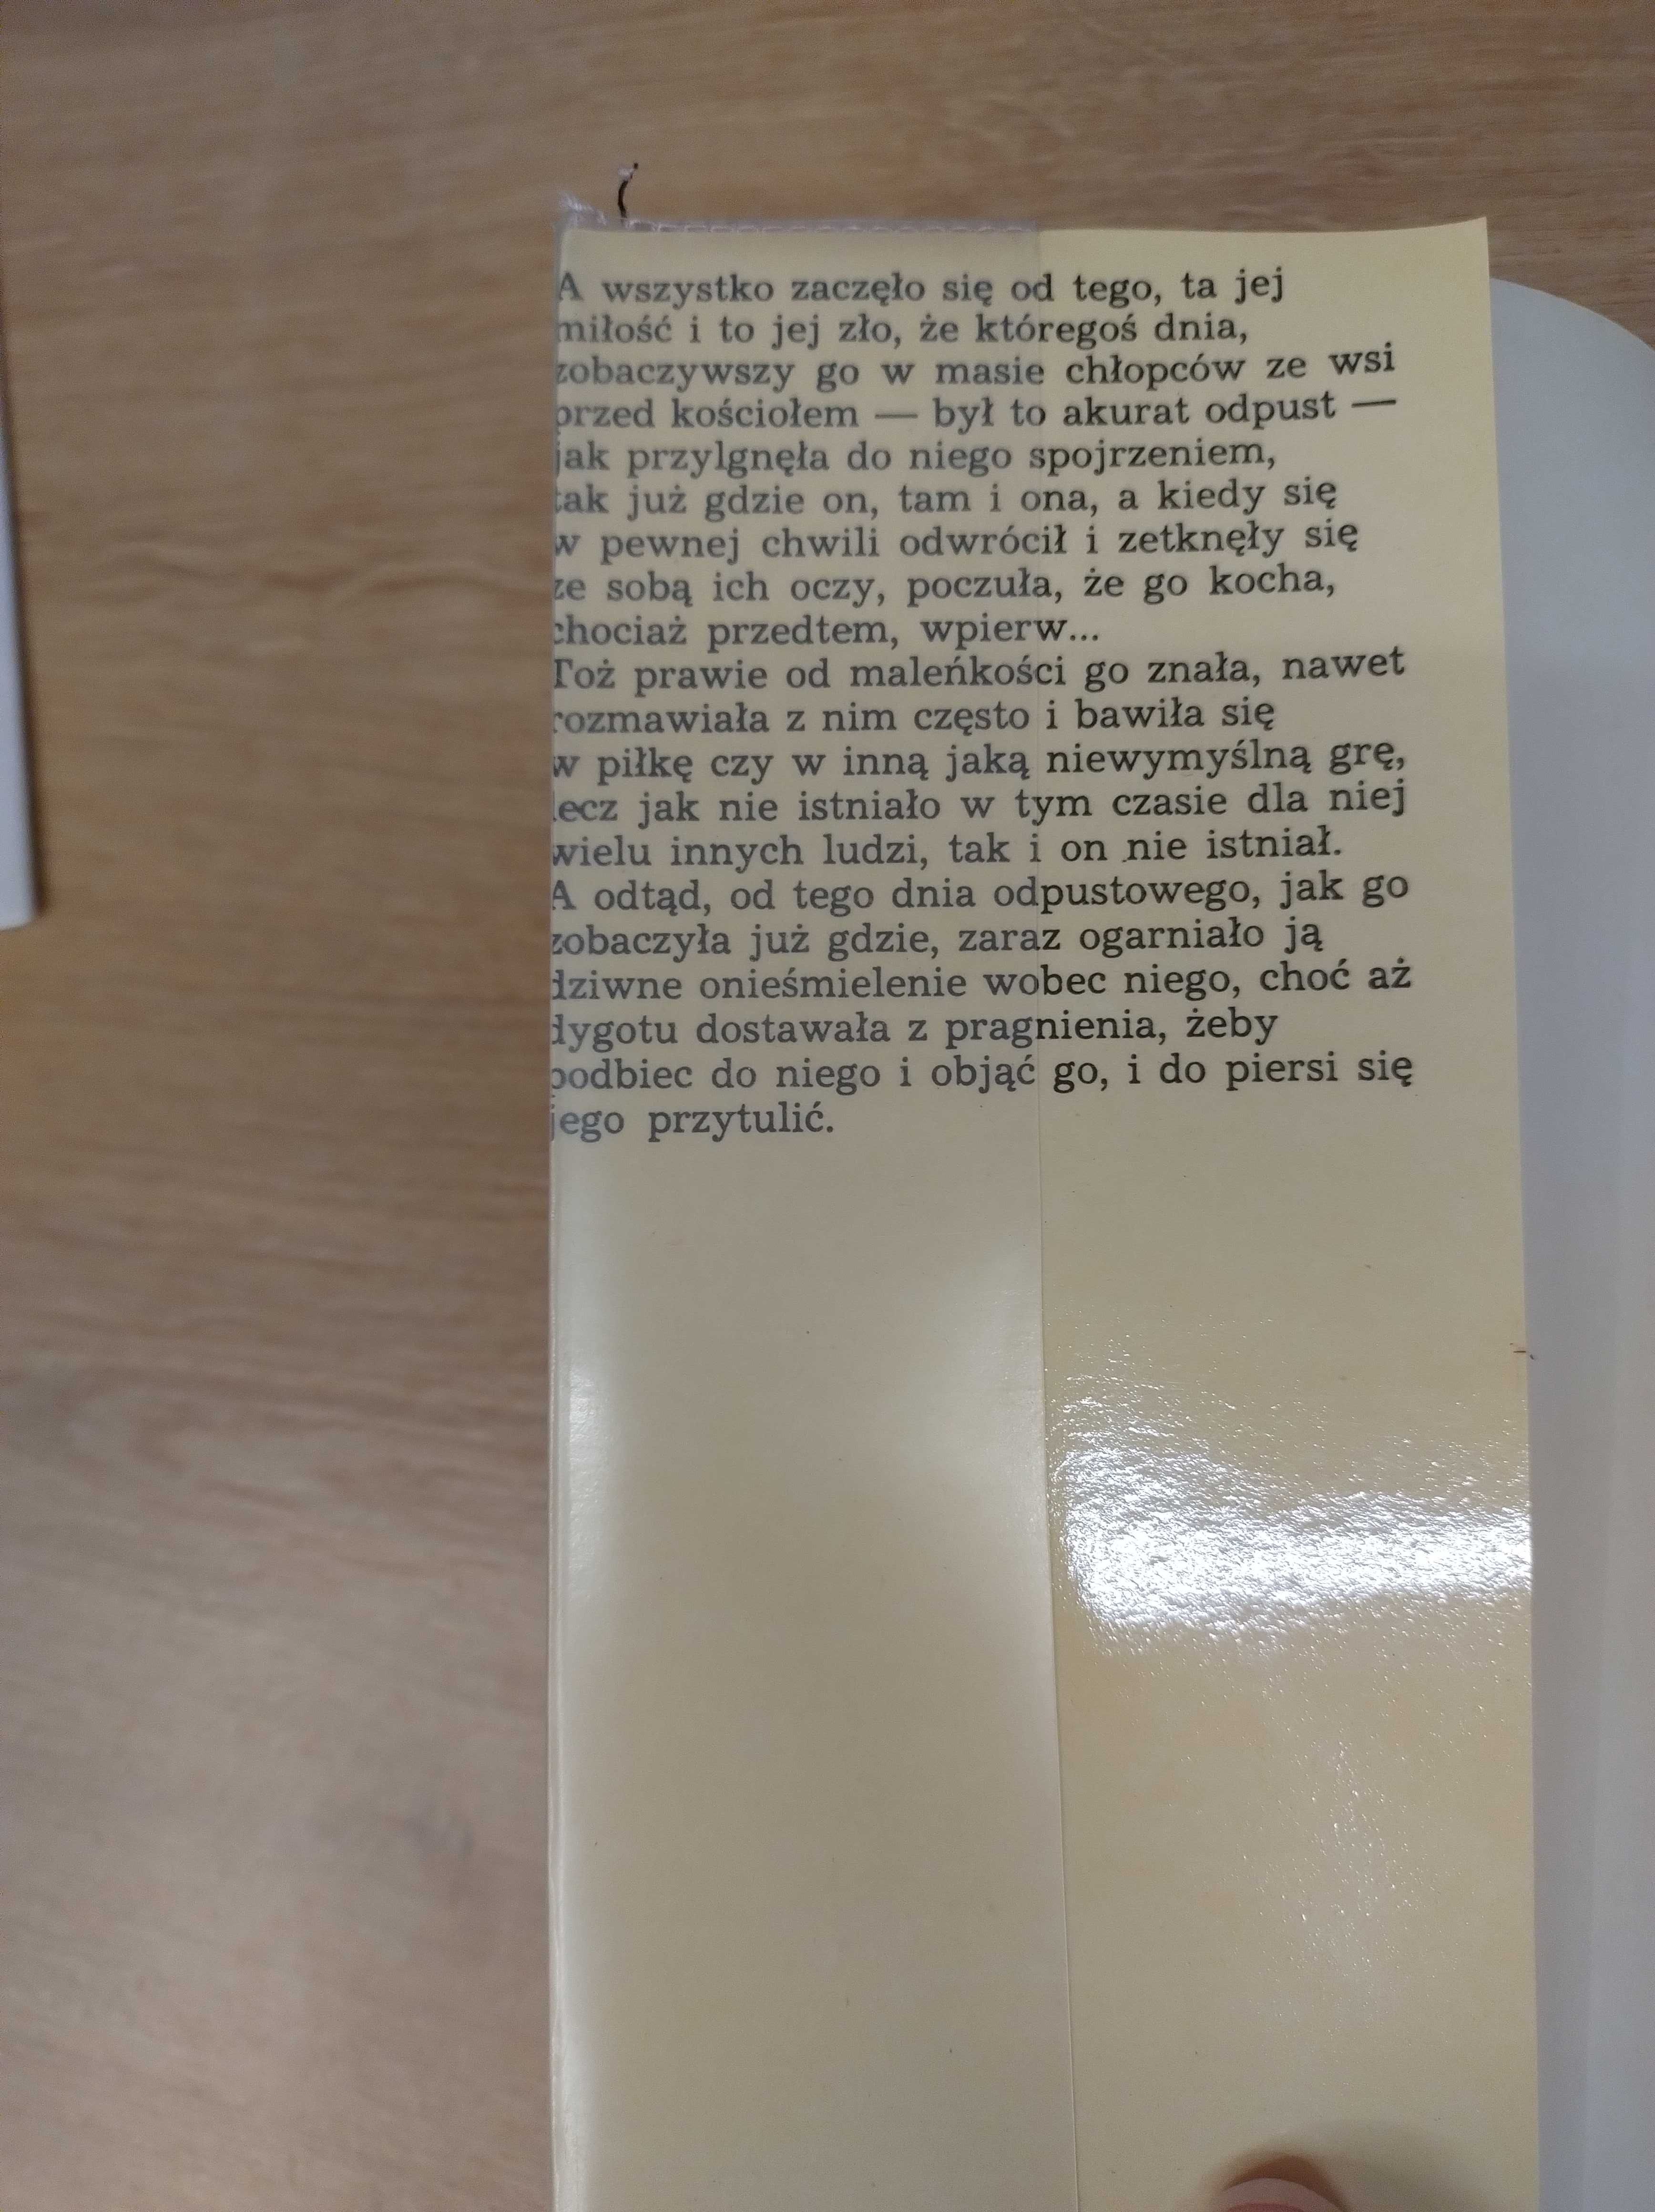 A wszystko zaczęło się od tego, ta jej
miłość i to jej zło, że któregoś dnia,
zobaczywszy go w masie chłopców ze wsi
przed kościołem — był to akurat odpust —
jak przylgnęła do niego spojrzeniem,
tak już gdzie on, tam i ona, a kiedy się
w pewnej chwili odwrócił i zetknęły się
ze sobą ich oczy, poczuła, że go kocha,
chociaż przedtem, wpierw...
Toż prawie od maleńkości go znała, nawet
rozmawiała z nim często i bawiła się
w piłkę czy w inną jaką niewymyślną grę,
lecz jak nie istniało w tym czasie dla niej
wielu innych ludzi, tak i on nie istniał.
A odtąd, od tego dnia odpustowego, jak go
zobaczyła już gdzie, zaraz ogarniało ją
dziwne onieśmielenie wobec niego, choć aż
dygotu dostawała z pragnienia, żeby
podbiec do niego i objąć go, i do piersi się
jego przytulić.